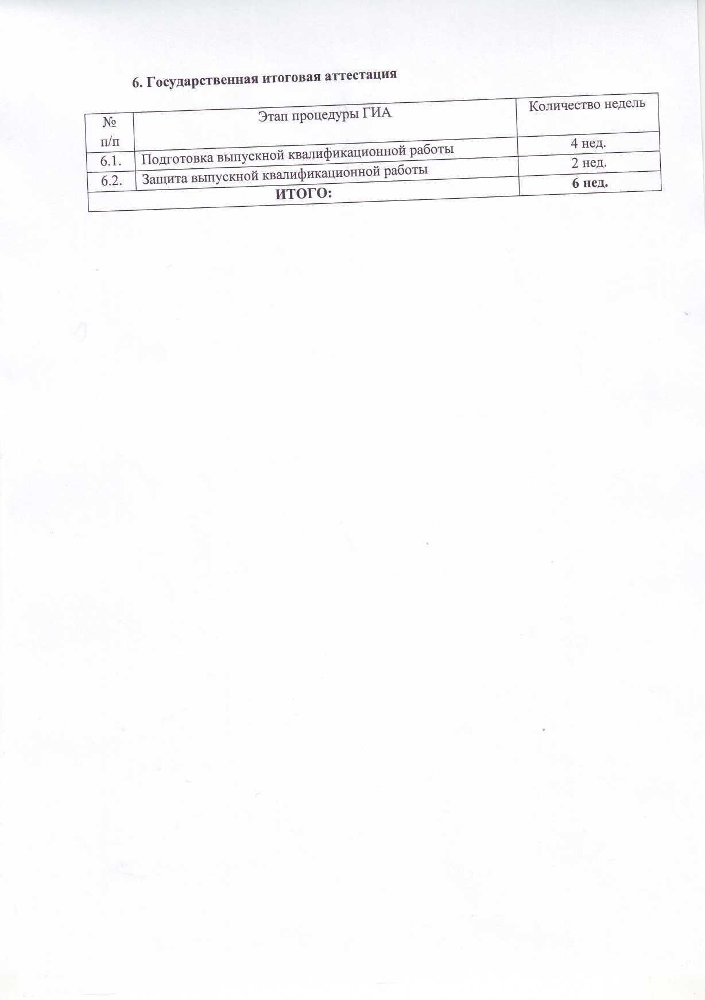 6. Государственная итоговая аттестация
№ п/п Этап процедуры ГИА Количество недель
6.1. Подготовка выпускной квалификационной работы 4 нед.
6.2. Защита выпускной квалификационной работы 2 нед.
ИТОГО: 6 нед.